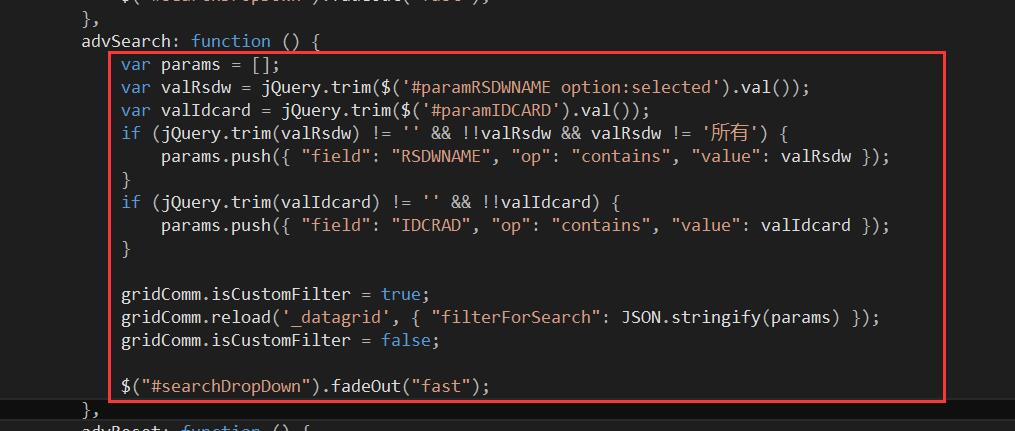 $("#searchDropDown").fadeOut("fast");
},
advSearch: function () {
var params = [];
var valRsdw = jQuery.trim($('#paramRSDWNAME option:selected').val());
var valIdcard = jQuery.trim($('#paramIDCARD').val());
if (jQuery.trim(valRsdw) != '' && !!valRsdw && valRsdw != '所有') {
params.push({ "field": "RSDWNAME", "op": "contains", "value": valRsdw });
}
if (jQuery.trim(valIdcard) != '' && !!valIdcard) {
params.push({ "field": "IDCRAD", "op": "contains", "value": valIdcard });
}
gridComm.isCustomFilter = true;
gridComm.reload('_datagrid', { "filterForSearch": JSON.stringify(params) });
gridComm.isCustomFilter = false;
$("#searchDropDown").fadeOut("fast");
},
advReset: function () {